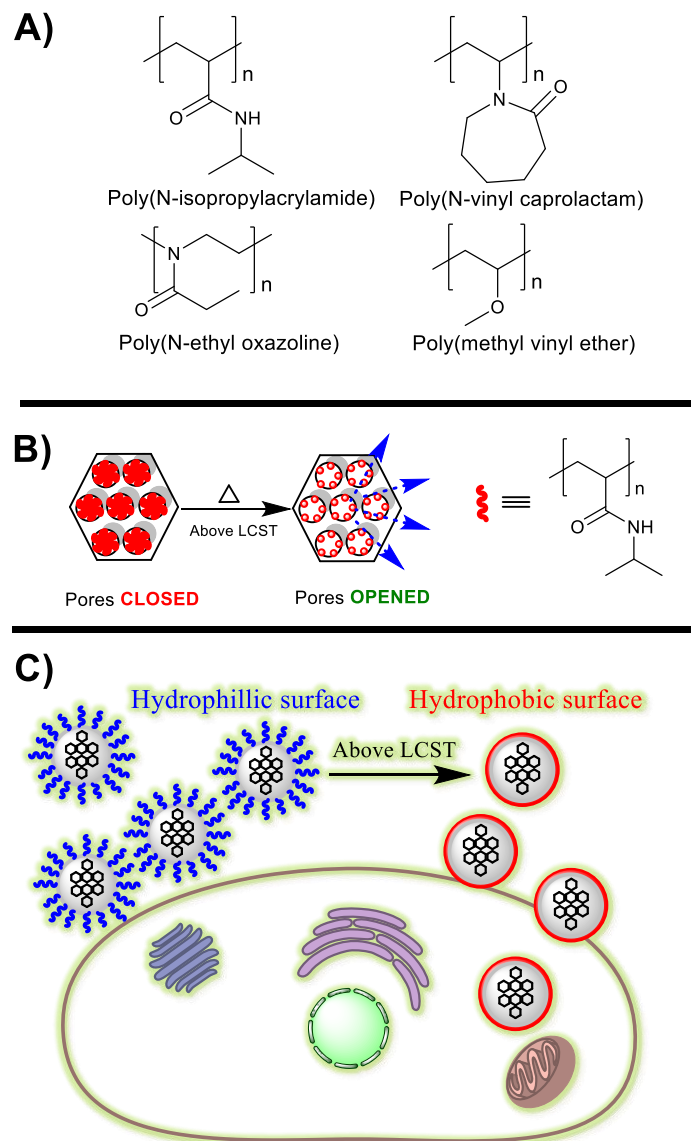 A)
n
n
O
NH
N
O
Poly(N-isopropylacrylamide)
Poly(N-vinyl caprolactam)
N
n
n
O
O
Poly(N-ethyl oxazoline)
Poly(methyl vinyl ether)
B)
Above LCST
n
O
NH
Pores CLOSED
Pores OPENED
C)
Hydrophillic surface
Hydrophobic surface
Above LCST